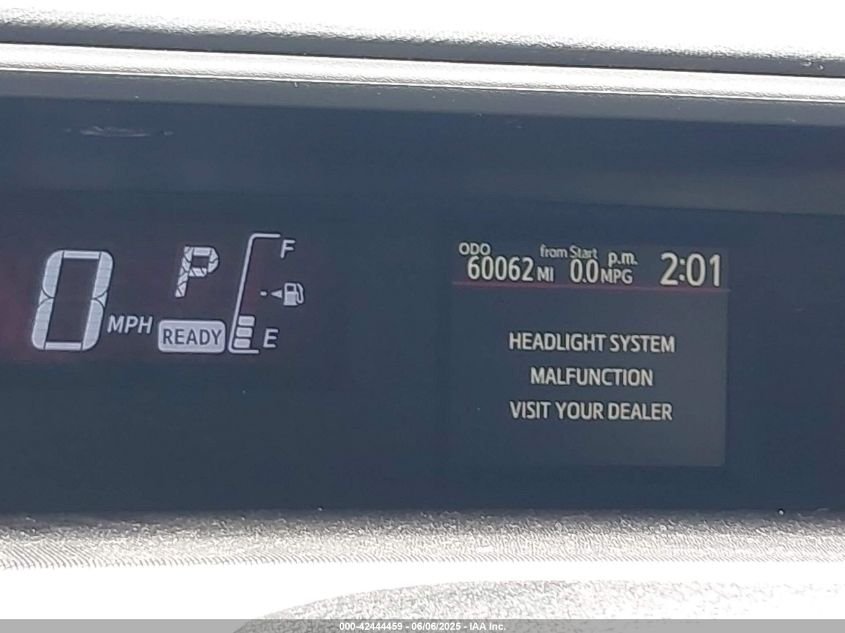 ODO from Start p.m.
60062 MI 0.0 MPG 2:01
P F
0 MPH READY E
HEADLIGHT SYSTEM
MALFUNCTION
VISIT YOUR DEALER
000-42444459 - 06/06/2025 - IAA Inc.